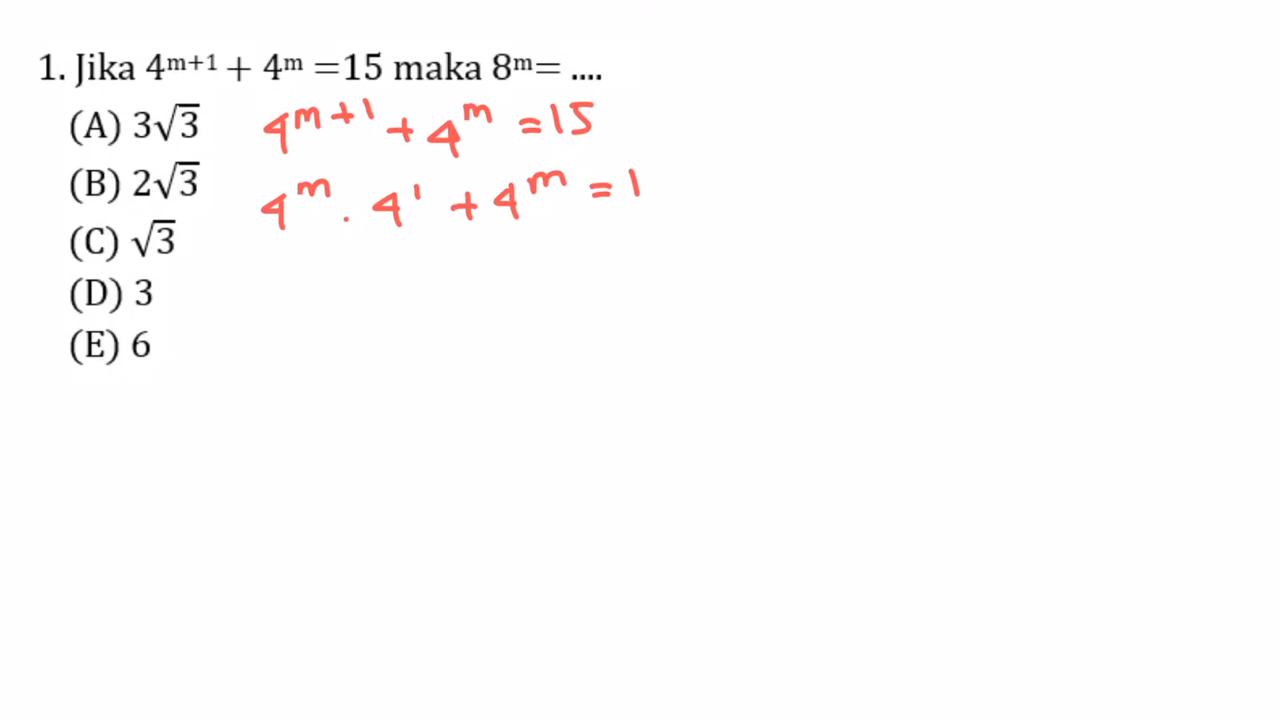 1. Jika 4ᵐ⁺¹ + 4ᵐ =15 maka 8ᵐ= ....
(A) 3√3
(B) 2√3
(C) √3
(D) 3
(E) 6
4ᵐ⁺¹ + 4ᵐ = 15
4ᵐ . 4¹ + 4ᵐ = 1